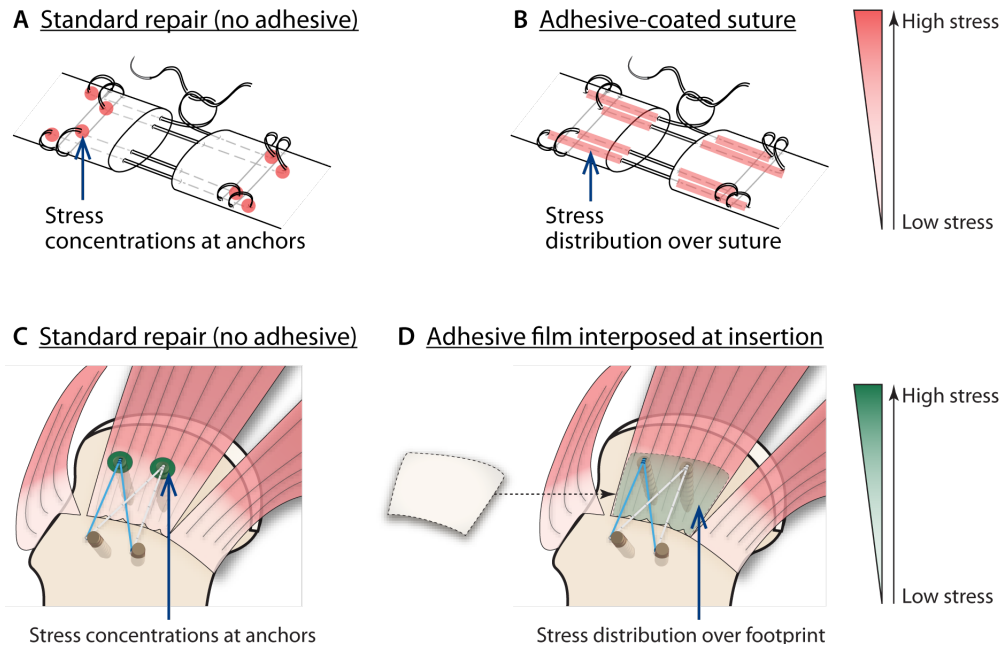 A Standard repair (no adhesive)
B Adhesive-coated suture
High stress
Low stress
Stress
concentrations at anchors
Stress
distribution over suture
C Standard repair (no adhesive)
D Adhesive film interposed at insertion
High stress
Low stress
Stress concentrations at anchors
Stress distribution over footprint